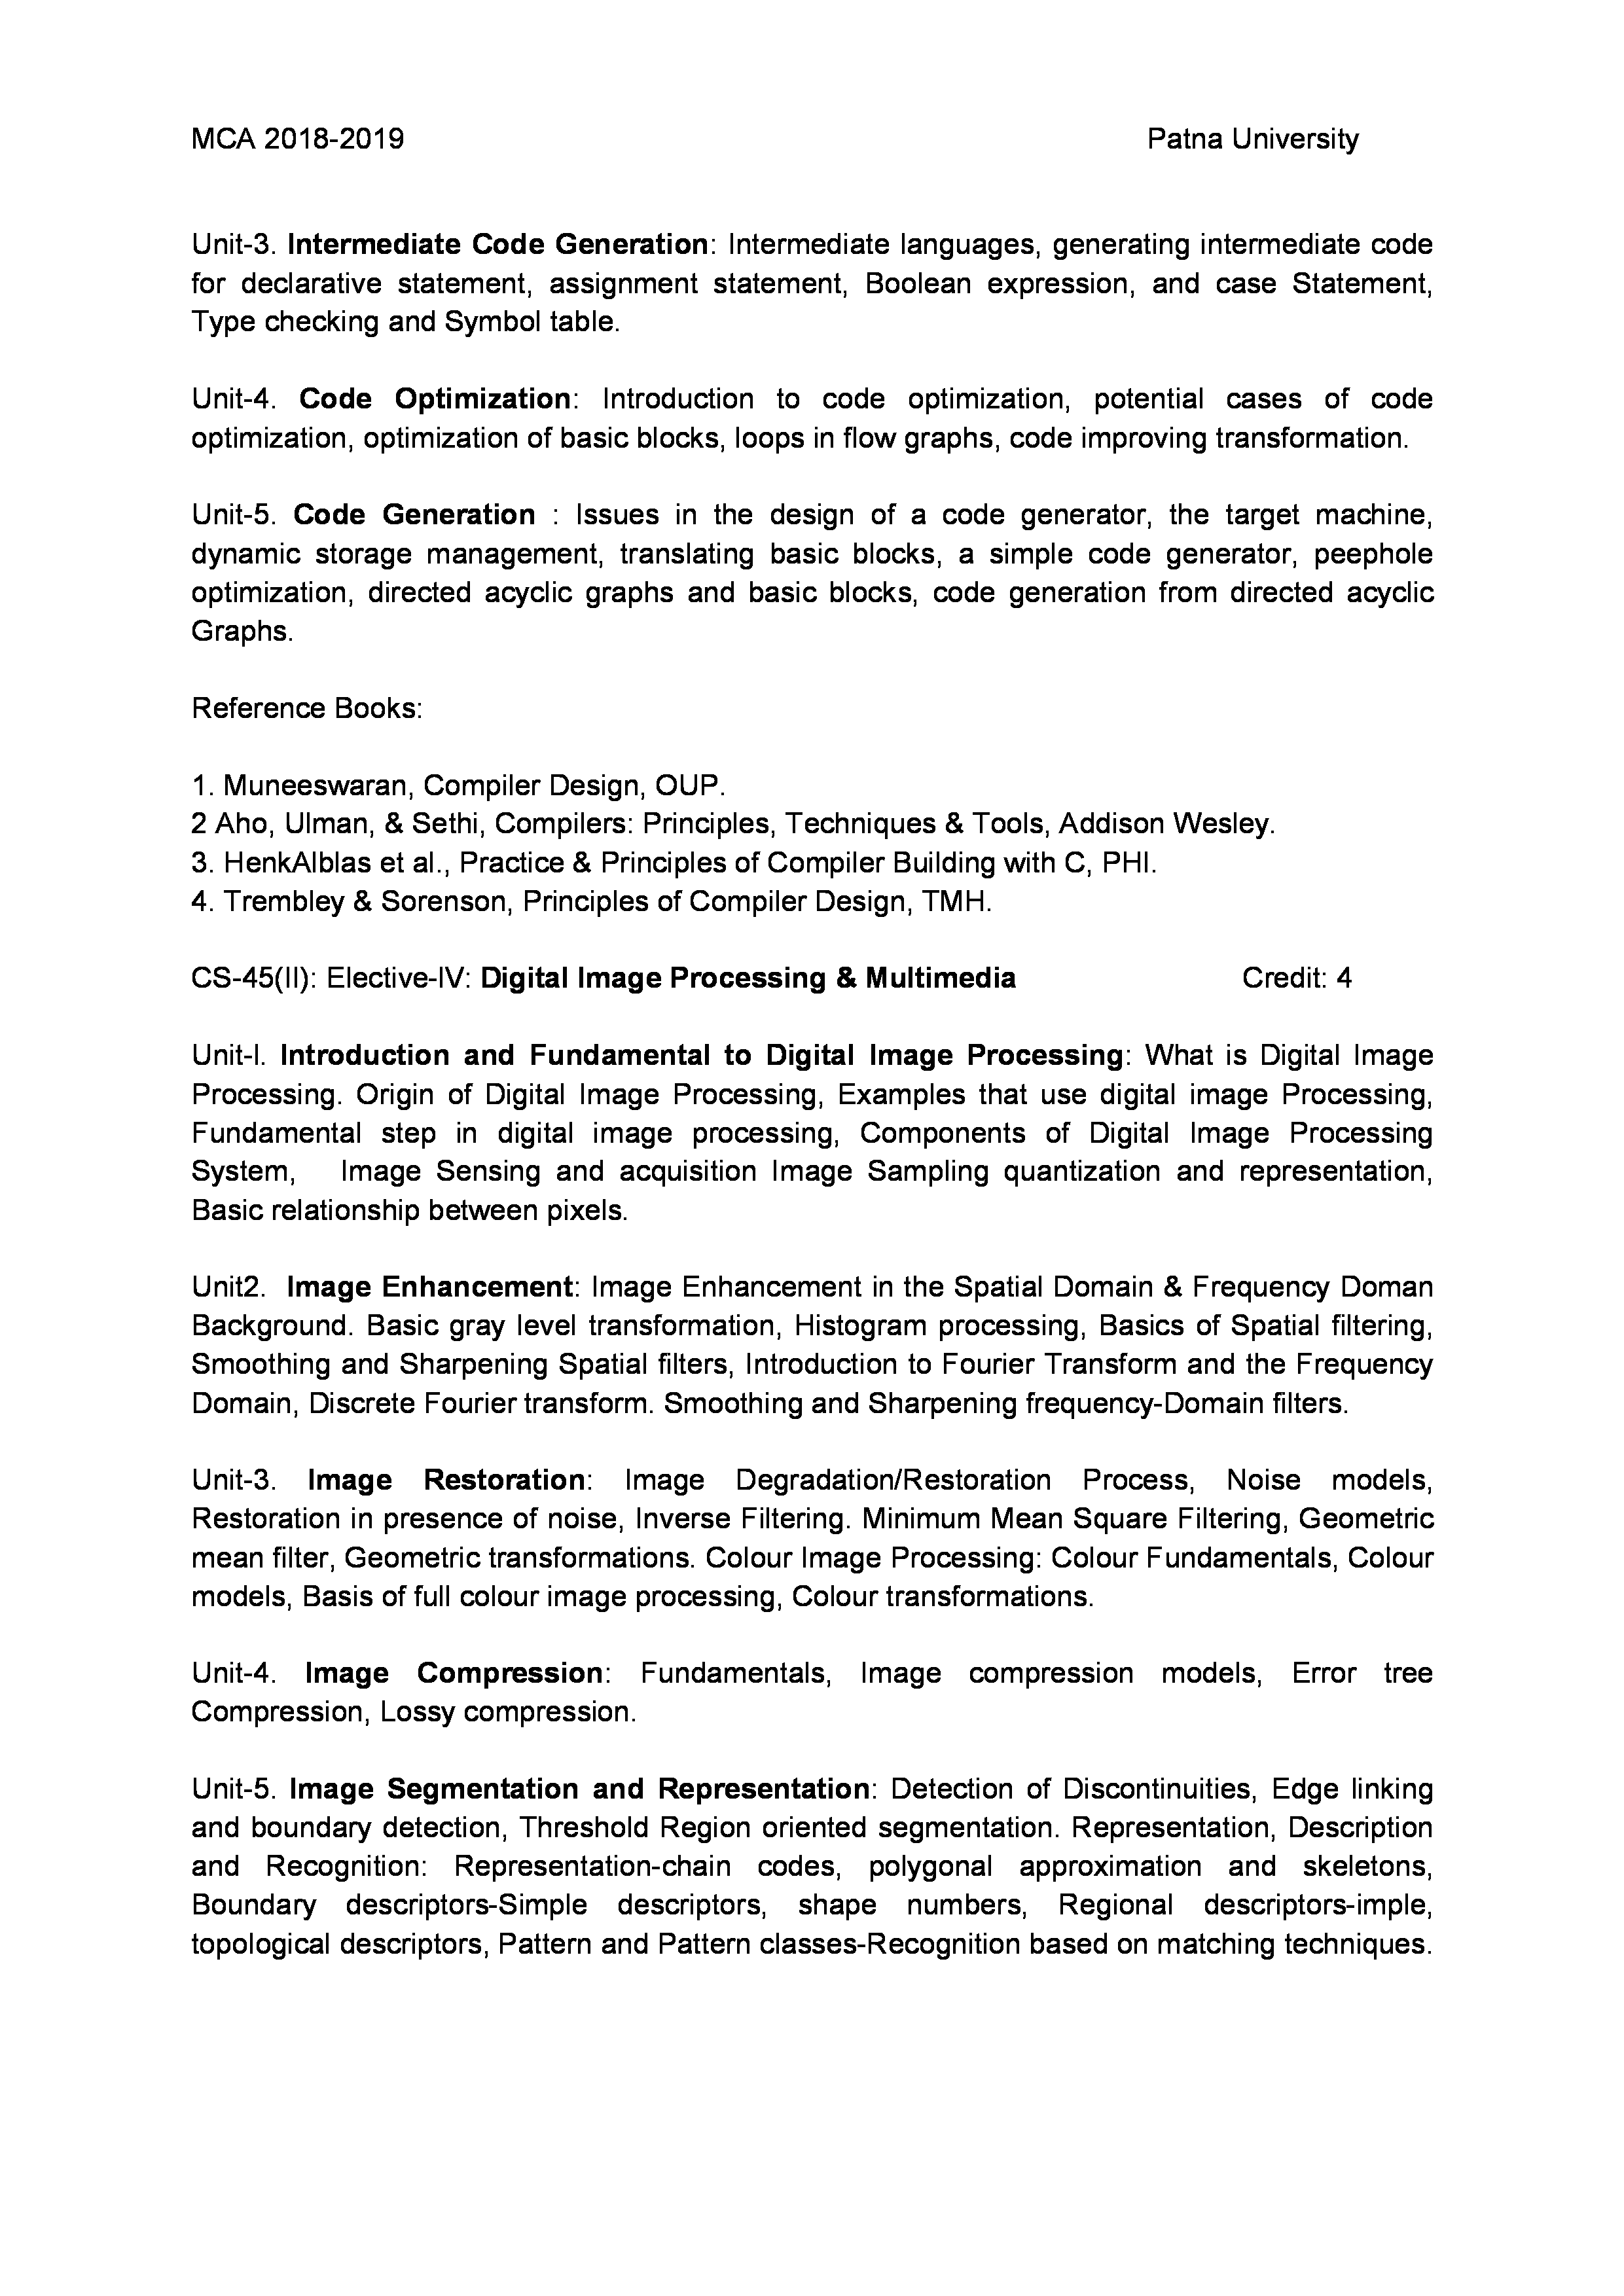 MCA 2018-2019 Patna University
Unit-3. Intermediate Code Generation: Intermediate languages, generating intermediate code
for declarative statement, assignment statement, Boolean expression, and case Statement,
Type checking and Symbol table.
Unit-4. Code Optimization: Introduction to code optimization, potential cases of code
optimization, optimization of basic blocks, loops in flow graphs, code improving transformation.
Unit-5. Code Generation : Issues in the design of a code generator, the target machine,
dynamic storage management, translating basic blocks, a simple code generator, peephole
optimization, directed acyclic graphs and basic blocks, code generation from directed acyclic
Graphs.
Reference Books:
1. Muneeswaran, Compiler Design, OUP.
2 Aho, Ulman, & Sethi, Compilers: Principles, Techniques & Tools, Addison Wesley.
3. HenkAlblas et al., Practice & Principles of Compiler Building with C, PHI.
4. Trembley & Sorenson, Principles of Compiler Design, TMH.
CS-45(II): Elective-IV: Digital Image Processing & Multimedia Credit: 4
Unit-I. Introduction and Fundamental to Digital Image Processing: What is Digital Image
Processing. Origin of Digital Image Processing, Examples that use digital image Processing,
Fundamental step in digital image processing, Components of Digital Image Processing
System, Image Sensing and acquisition Image Sampling quantization and representation,
Basic relationship between pixels.
Unit2. Image Enhancement: Image Enhancement in the Spatial Domain & Frequency Doman
Background. Basic gray level transformation, Histogram processing, Basics of Spatial filtering,
Smoothing and Sharpening Spatial filters, Introduction to Fourier Transform and the Frequency
Domain, Discrete Fourier transform. Smoothing and Sharpening frequency-Domain filters.
Unit-3. Image Restoration: Image Degradation/Restoration Process, Noise models,
Restoration in presence of noise, Inverse Filtering. Minimum Mean Square Filtering, Geometric
mean filter, Geometric transformations. Colour Image Processing: Colour Fundamentals, Colour
models, Basis of full colour image processing, Colour transformations.
Unit-4. Image Compression: Fundamentals, Image compression models, Error tree
Compression, Lossy compression.
Unit-5. Image Segmentation and Representation: Detection of Discontinuities, Edge linking
and boundary detection, Threshold Region oriented segmentation. Representation, Description
and Recognition: Representation-chain codes, polygonal approximation and skeletons,
Boundary descriptors-Simple descriptors, shape numbers, Regional descriptors-imple,
topological descriptors, Pattern and Pattern classes-Recognition based on matching techniques.